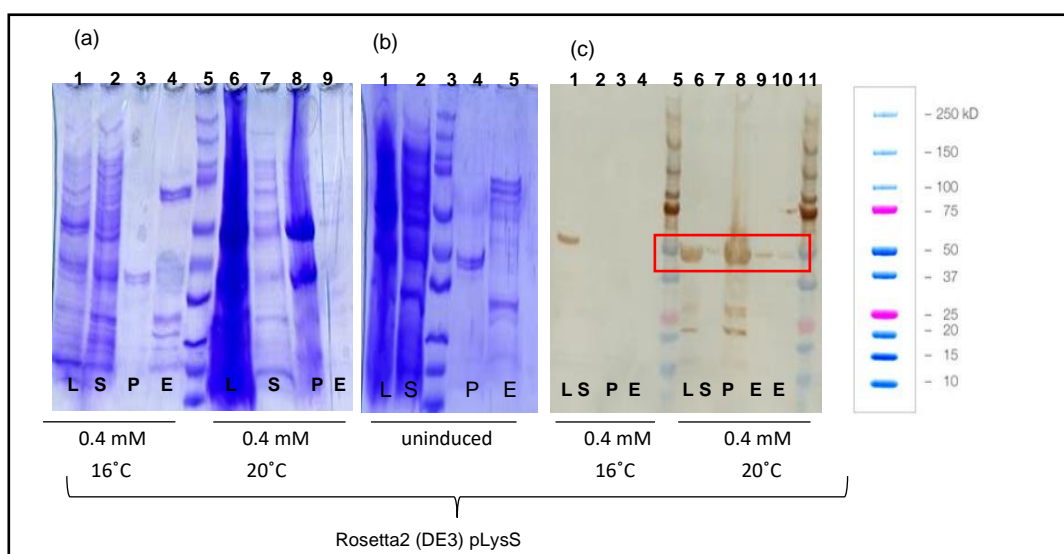 (a)
(b)
(c)
1 2 3 4 5 6 7 8 9
1 2 3 4 5
1 2 3 4 5 6 7 8 9 10 11
250 kD
150
100
75
50
37
25
20
15
10
L S P E L S P E
L S P E
L S P E L S P E E
0.4 mM 0.4 mM uninduced 0.4 mM 0.4 mM
16˚C 20˚C 16˚C 20˚C
Rosetta2 (DE3) pLysS